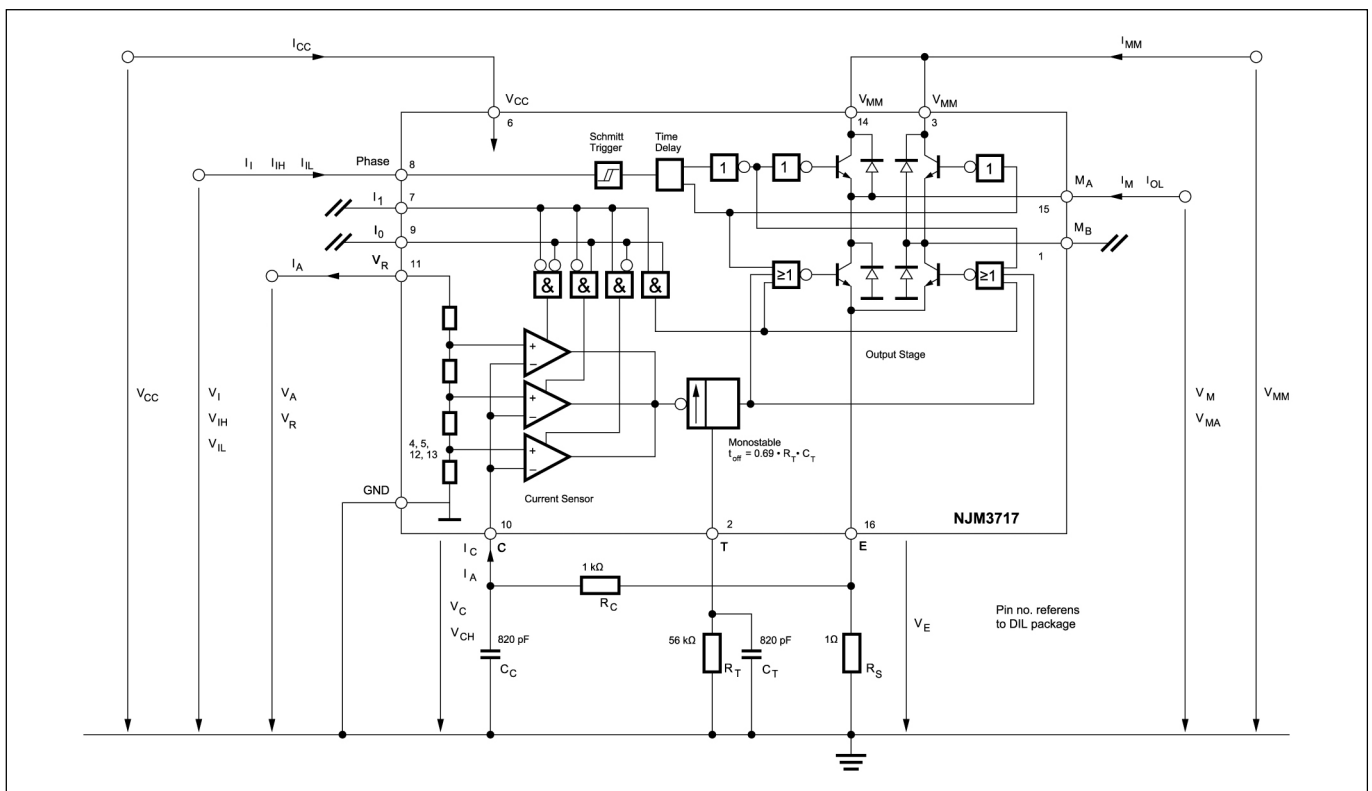 I CC
I MM
V CC
6
V MM
14
V MM
3
Schmitt
Trigger
Time
Delay
I I I IH I IL
Phase
8
1
1
1
M A
I M I OL
15
I 1
7
I 0
9
M B
1
I A
V R
11
& & & &
≥1
≥1
+
–
+
–
+
–
Output Stage
V CC
V I
V IH
V IL
V A
V R
V M
V MA
V MM
4, 5,
12, 13
Monostable
t off = 0.69 • R T • C T
GND
Current Sensor
NJM3717
10
C
2
T
16
E
I C
I A
1 kΩ
R C
V C
V CH
820 pF
C C
56 kΩ
R T
820 pF
C T
1Ω
R S
V E
Pin no. referens
to DIL package